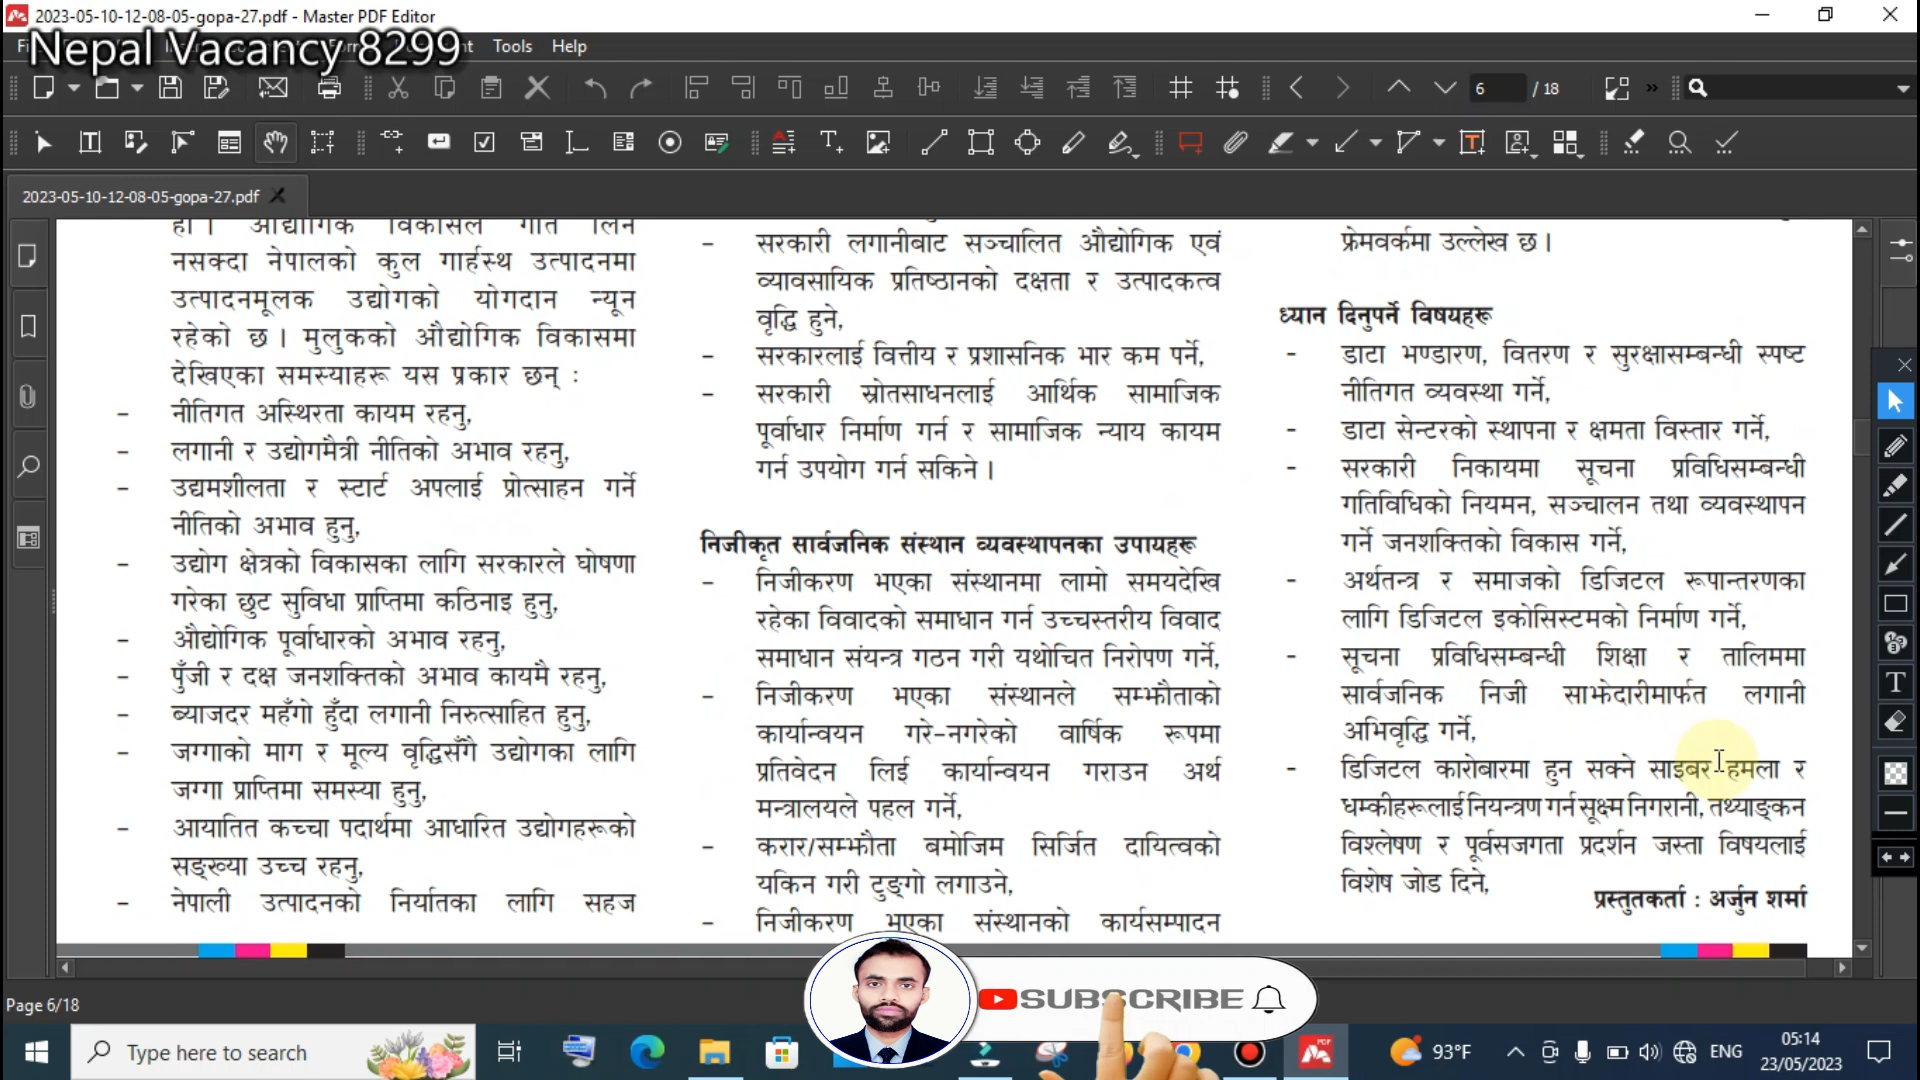 2023-05-10-12-08-05-gopa-27.pdf - Master PDF Editor
Nepal Vacancy 8299
Tools Help
6 / 18
2023-05-10-12-08-05-gopa-27.pdf
हो । औद्योगिक विकासले गति लिन
नसक्दा नेपालको कुल गार्हस्थ उत्पादनमा
उत्पादनमूलक उद्योगको योगदान न्यून
रहेको छ । मुलुकको औद्योगिक विकासमा
देखिएका समस्याहरू यस प्रकार छन् :
– नीतिगत अस्थिरता कायम रहनु,
– लगानी र उद्योगमैत्री नीतिको अभाव रहनु,
– उद्यमशीलता र स्टार्ट अपलाई प्रोत्साहन गर्ने
नीतिको अभाव हुनु,
– उद्योग क्षेत्रको विकासका लागि सरकारले घोषणा
गरेका छुट सुविधा प्राप्तिमा कठिनाइ हुनु,
– औद्योगिक पूर्वाधारको अभाव रहनु,
– पुँजी र दक्ष जनशक्तिको अभाव कायमै रहनु,
– ब्याजदर महँगो हुँदा लगानी निरुत्साहित हुनु,
– जग्गाको माग र मूल्य वृद्धिसँगै उद्योगका लागि
जग्गा प्राप्तिमा समस्या हुनु,
– आयातित कच्चा पदार्थमा आधारित उद्योगहरूको
सङ्ख्या उच्च रहनु,
– नेपाली उत्पादनको निर्यातका लागि सहज
– सरकारी लगानीबाट सञ्चालित औद्योगिक एवं
व्यावसायिक प्रतिष्ठानको दक्षता र उत्पादकत्व
वृद्धि हुने,
– सरकारलाई वित्तीय र प्रशासनिक भार कम पर्ने,
– सरकारी स्रोतसाधनलाई आर्थिक सामाजिक
पूर्वाधार निर्माण गर्न र सामाजिक न्याय कायम
गर्न उपयोग गर्न सकिने ।
निजीकृत सार्वजनिक संस्थान व्यवस्थापनका उपायहरू
– निजीकरण भएका संस्थानमा लामो समयदेखि
रहेका विवादको समाधान गर्न उच्चस्तरीय विवाद
समाधान संयन्त्र गठन गरी यथोचित निरोपण गर्ने,
– निजीकरण भएका संस्थानले सम्झौताको
कार्यान्वयन गरे–नगरेको वार्षिक रूपमा
प्रतिवेदन लिई कार्यान्वयन गराउन अर्थ
मन्त्रालयले पहल गर्ने,
– करार/सम्झौता बमोजिम सिर्जित दायित्वको
यकिन गरी टुङ्गो लगाउने,
– निजीकरण भएका संस्थानको कार्यसम्पादन
फ्रेमवर्कमा उल्लेख छ ।
ध्यान दिनुपर्ने विषयहरू
- डाटा भण्डारण, वितरण र सुरक्षासम्बन्धी स्पष्ट
नीतिगत व्यवस्था गर्ने,
- डाटा सेन्टरको स्थापना र क्षमता विस्तार गर्ने,
- सरकारी निकायमा सूचना प्रविधिसम्बन्धी
गतिविधिको नियमन, सञ्चालन तथा व्यवस्थापन
गर्ने जनशक्तिको विकास गर्ने,
- अर्थतन्त्र र समाजको डिजिटल रूपान्तरणका
लागि डिजिटल इकोसिस्टमको निर्माण गर्ने,
- सूचना प्रविधिसम्बन्धी शिक्षा र तालिममा
सार्वजनिक निजी साझेदारीमार्फत लगानी
अभिवृद्धि गर्ने,
- डिजिटल कारोबारमा हुन सक्ने साइबर हमला र
धम्कीहरूलाई नियन्त्रण गर्न सूक्ष्म निगरानी, तथ्याङ्कन
विश्लेषण र पूर्वसजगता प्रदर्शन जस्ता विषयलाई
विशेष जोड दिने,
प्रस्तुतकर्ता : अर्जुन शर्मा
SUBSCRIBE
Page 6/18
Type here to search
93°F
ENG
05:14
23/05/2023